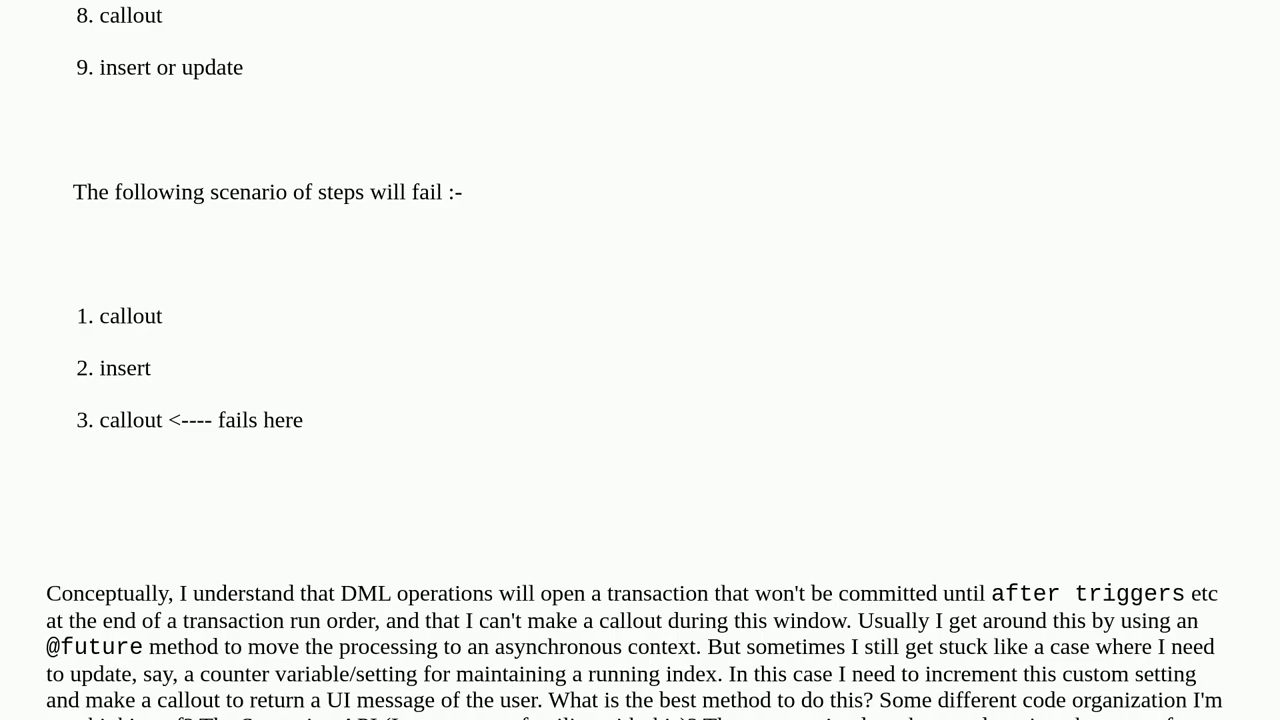 8. callout
9. insert or update
The following scenario of steps will fail :-
1. callout
2. insert
3. callout <---- fails here
Conceptually, I understand that DML operations will open a transaction that won't be committed until after triggers etc
at the end of a transaction run order, and that I can't make a callout during this window. Usually I get around this by using an
@future method to move the processing to an asynchronous context. But sometimes I still get stuck like a case where I need
to update, say, a counter variable/setting for maintaining a running index. In this case I need to increment this custom setting
and make a callout to return a UI message of the user. What is the best method to do this? Some different code organization I'm